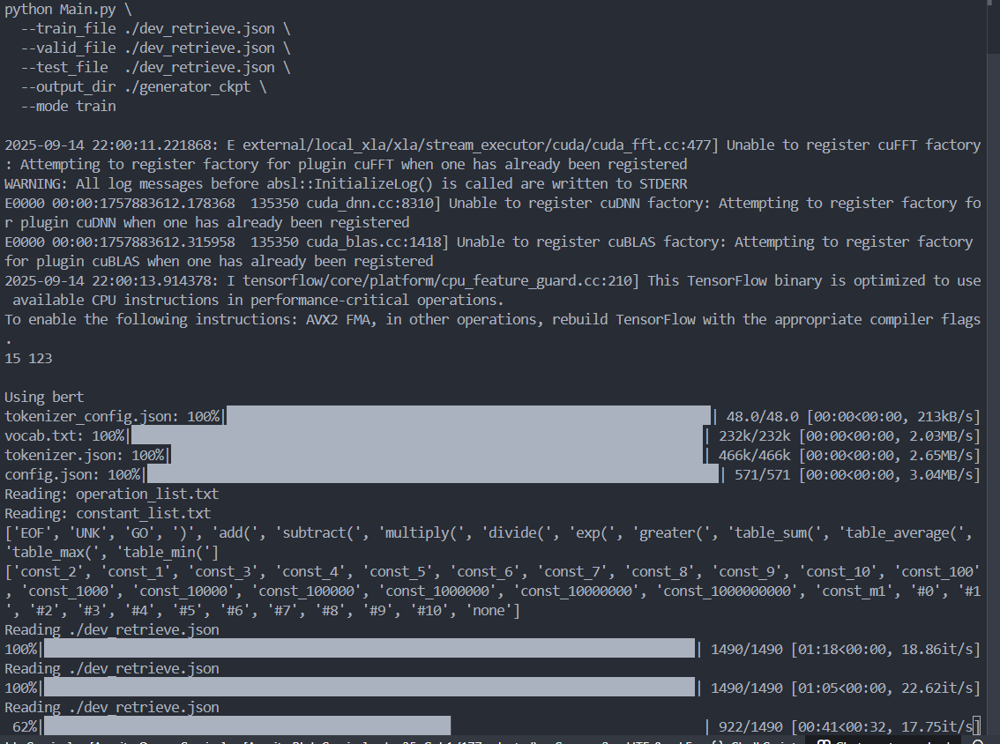 python Main.py \
--train_file ./dev_retrieve.json \
--valid_file ./dev_retrieve.json \
--test_file  ./dev_retrieve.json \
--output_dir ./generator_ckpt \
--mode train
2025-09-14 22:00:11.221868: E external/local_xla/xla/stream_executor/cuda/cuda_fft.cc:477] Unable to register cuFFT factory
: Attempting to register factory for plugin cuFFT when one has already been registered
WARNING: All log messages before absl::InitializeLog() is called are written to STDERR
E0000 00:00:1757883612.178368  135350 cuda_dnn.cc:8310] Unable to register cuDNN factory: Attempting to register factory fo
r plugin cuDNN when one has already been registered
E0000 00:00:1757883612.315958  135350 cuda_blas.cc:1418] Unable to register cuBLAS factory: Attempting to register factory
for plugin cuBLAS when one has already been registered
2025-09-14 22:00:13.914378: I tensorflow/core/platform/cpu_feature_guard.cc:210] This TensorFlow binary is optimized to use
available CPU instructions in performance-critical operations.
To enable the following instructions: AVX2 FMA, in other operations, rebuild TensorFlow with the appropriate compiler flags
.
15 123
Using bert
tokenizer_config.json: 100%| | 48.0/48.0 [00:00<00:00, 213kB/s]
vocab.txt: 100%| | 232k/232k [00:00<00:00, 2.03MB/s]
tokenizer.json: 100%| | 466k/466k [00:00<00:00, 2.65MB/s]
config.json: 100%| | 571/571 [00:00<00:00, 3.04MB/s]
Reading: operation_list.txt
Reading: constant_list.txt
['EOF', 'UNK', 'GO', ')', 'add(', 'subtract(', 'multiply(', 'divide(', 'exp(', 'greater(', 'table_sum(', 'table_average(',
'table_max(', 'table_min(']
['const_2', 'const_1', 'const_3', 'const_4', 'const_5', 'const_6', 'const_7', 'const_8', 'const_9', 'const_10', 'const_100'
, 'const_1000', 'const_10000', 'const_100000', 'const_1000000', 'const_10000000', 'const_1000000000', 'const_m1', '#0', '#1
', '#2', '#3', '#4', '#5', '#6', '#7', '#8', '#9', '#10', 'none']
Reading ./dev_retrieve.json
100%| | 1490/1490 [01:18<00:00, 18.86it/s]
Reading ./dev_retrieve.json
100%| | 1490/1490 [01:05<00:00, 22.62it/s]
Reading ./dev_retrieve.json
62%| | 922/1490 [00:41<00:32, 17.75it/s]